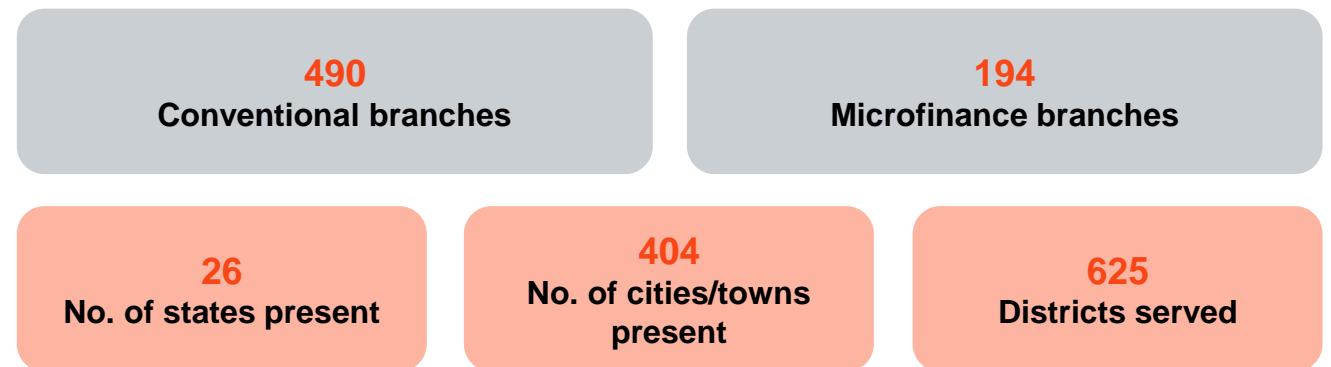 490
Conventional branches
194
Microfinance branches
26
No. of states present
404
No. of cities/towns
present
625
Districts served